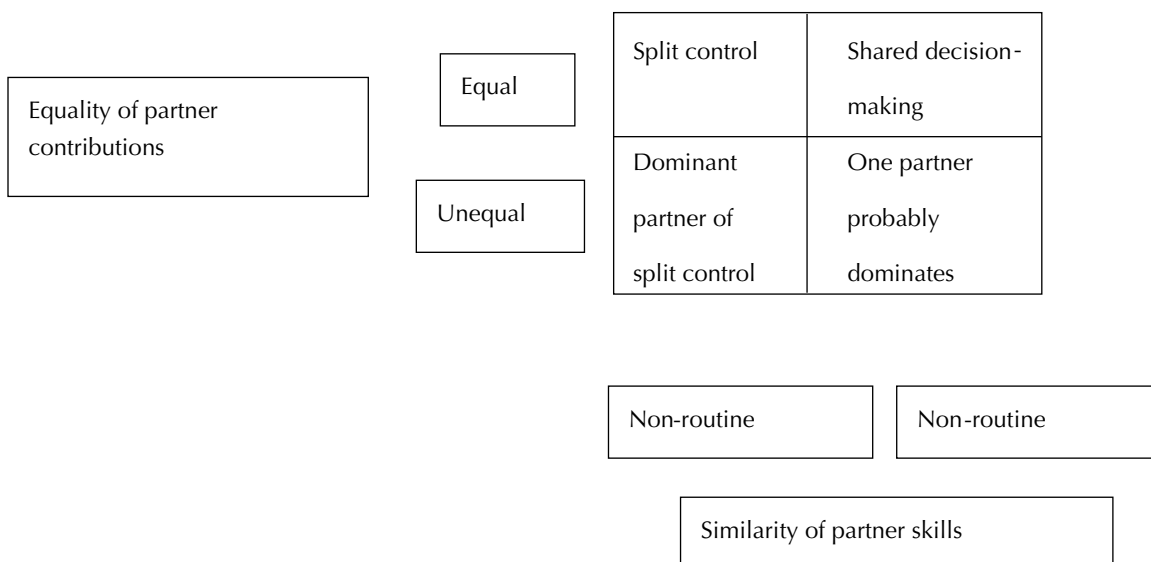 Equality of partner
contributions
Equal
Unequal
Split control
Shared decision-
making
Dominant
partner of
split control
One partner
probably
dominates
Non-routine
Non-routine
Similarity of partner skills